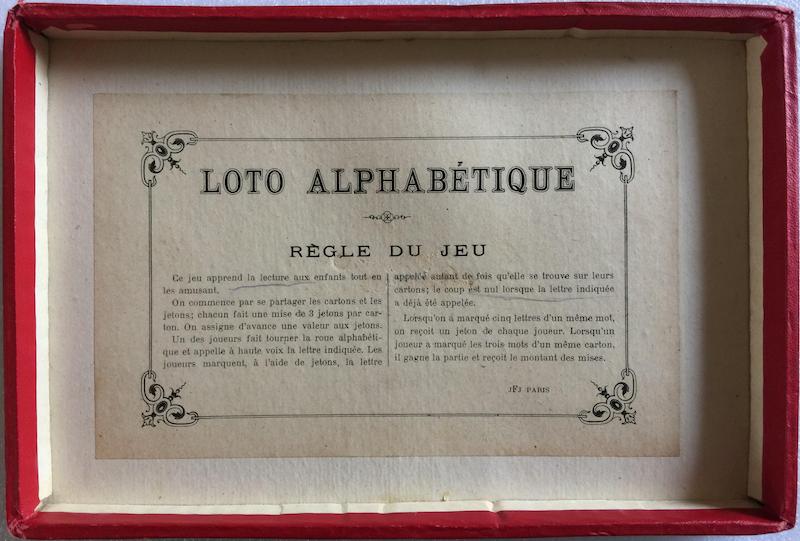 LOTO ALPHABÉTIQUE
RÈGLE DU JEU
Ce jeu apprend la lecture aux enfants tout en
les amusant.
On commence par se partager les cartons et les
jetons; chacun fait une mise de 3 jetons par car-
ton. On assigne d'avance une valeur aux jetons.
Un des joueurs fait tourner la roue alphabéti-
que et appelle à haute voix la lettre indiquée. Les
joueurs marquent, à l'aide de jetons, la lettre
appelée autant de fois qu'elle se trouve sur leurs
cartons; le coup est nul lorsque la lettre indiquée
a déjà été appelée.
Lorsqu'on a marqué cinq lettres d'un même mot,
on reçoit un jeton de chaque joueur. Lorsqu'un
joueur a marqué les trois mots d'un même carton,
il gagne la partie et reçoit le montant des mises.
JFJ PARIS